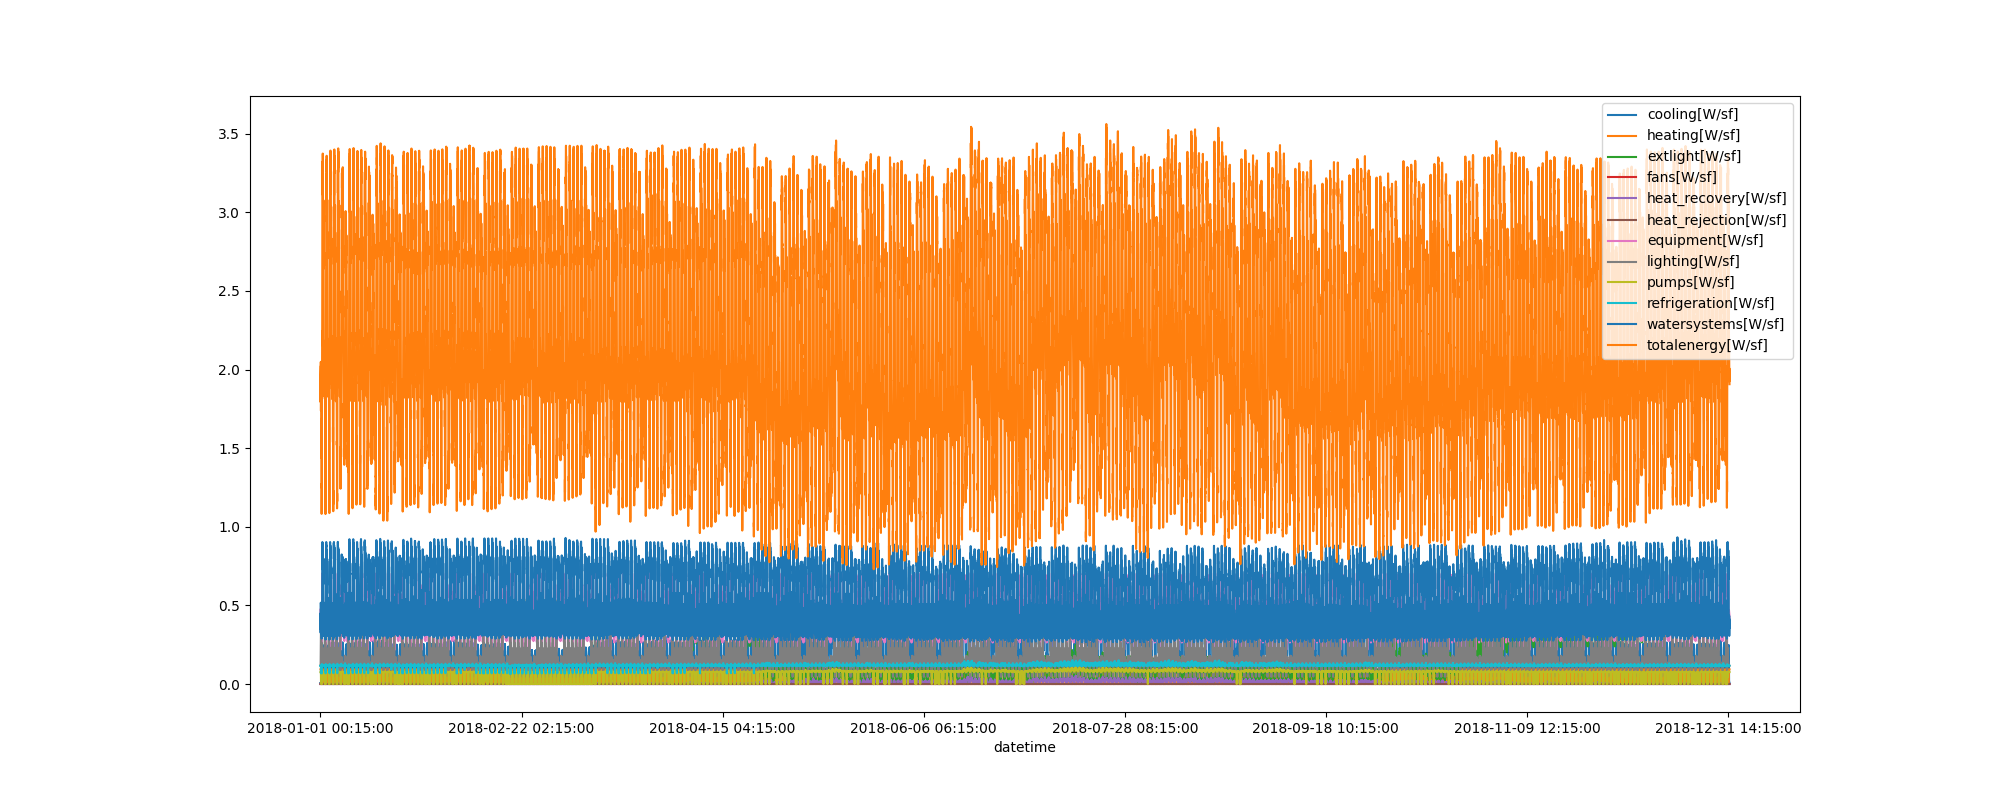 3.5
3.0
2.5
2.0
1.5
1.0
0.5
0.0
cooling[W/sf]
heating[W/sf]
extlight[W/sf]
fans[W/sf]
heat_recovery[W/sf]
heat_rejection[W/sf]
equipment[W/sf]
lighting[W/sf]
pumps[W/sf]
refrigeration[W/sf]
watersystems[W/sf]
totalenergy[W/sf]
2018-01-01 00:15:00 2018-02-22 02:15:00 2018-04-15 04:15:00 2018-06-06 06:15:00 2018-07-28 08:15:00 2018-09-18 10:15:00 2018-11-09 12:15:00 2018-12-31 14:15:00
datetime